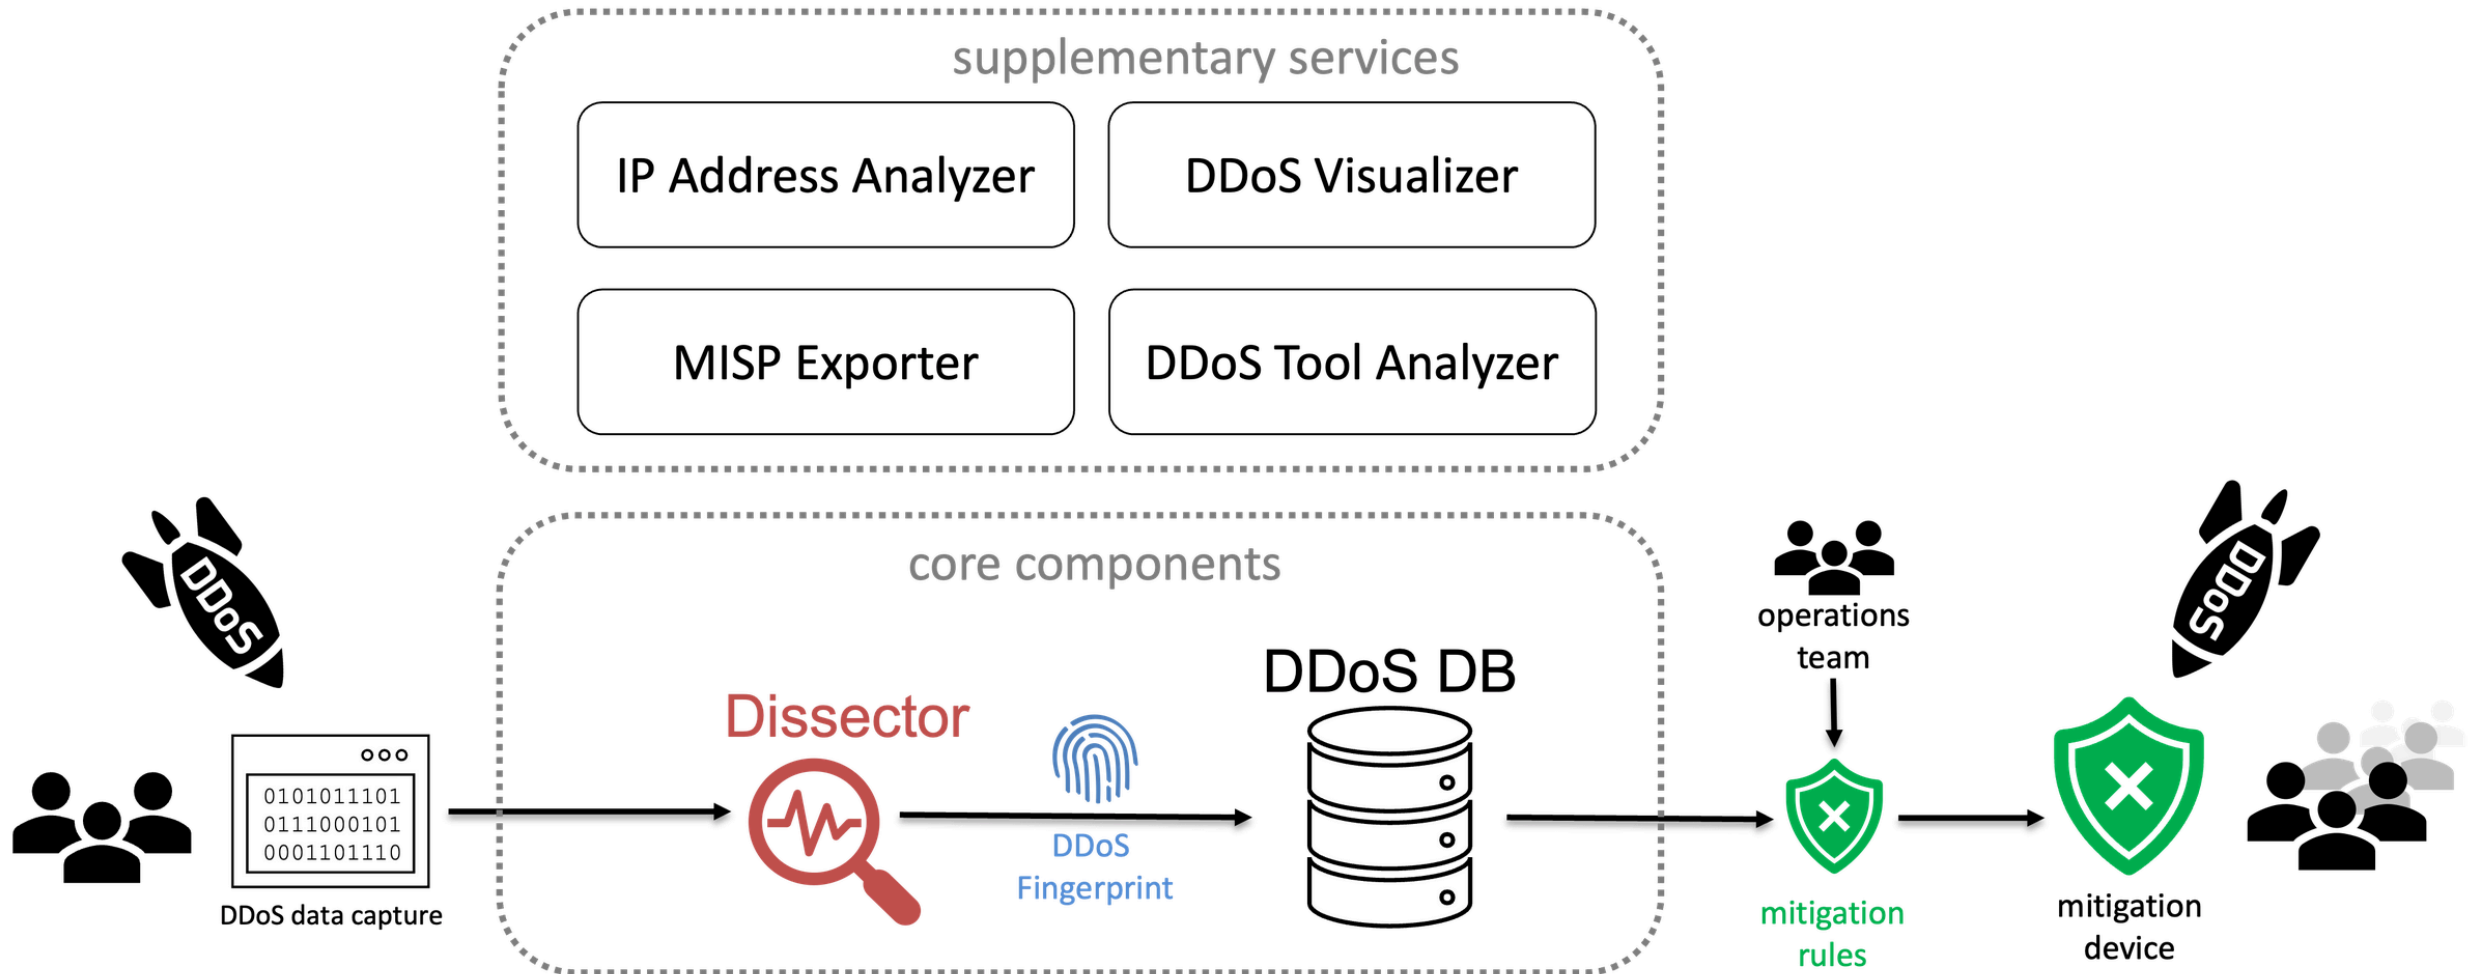 supplementary services
IP Address Analyzer
DDoS Visualizer
MISP Exporter
DDoS Tool Analyzer
DDoS
0101011101
0111000101
0001101110
DDoS data capture
core components
Dissector
DDoS
Fingerprint
DDoS DB
operations
team
mitigation
rules
DDoS
mitigation
device